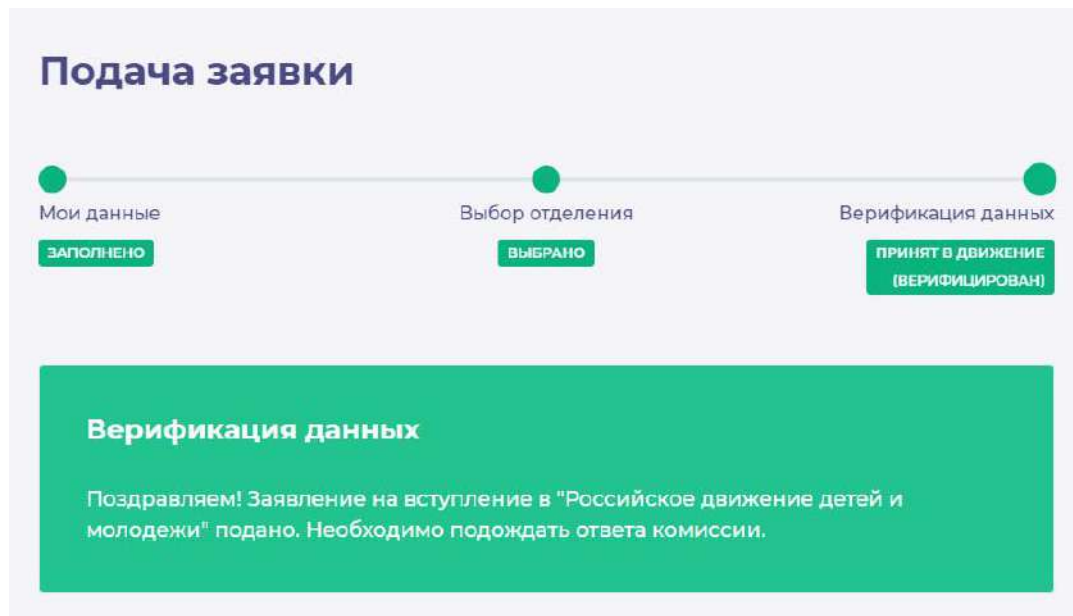 Подача заявки
Мои данные
Выбор отделения
Верификация данных
ЗАПОЛНЕНО
ВЫБРАНО
ПРИНЯТ В ДВИЖЕНИЕ
(ВЕРИФИЦИРОВАН)
Верификация данных
Поздравляем! Заявление на вступление в "Российское движение детей и
молодежи" подано. Необходимо подождать ответа комиссии.